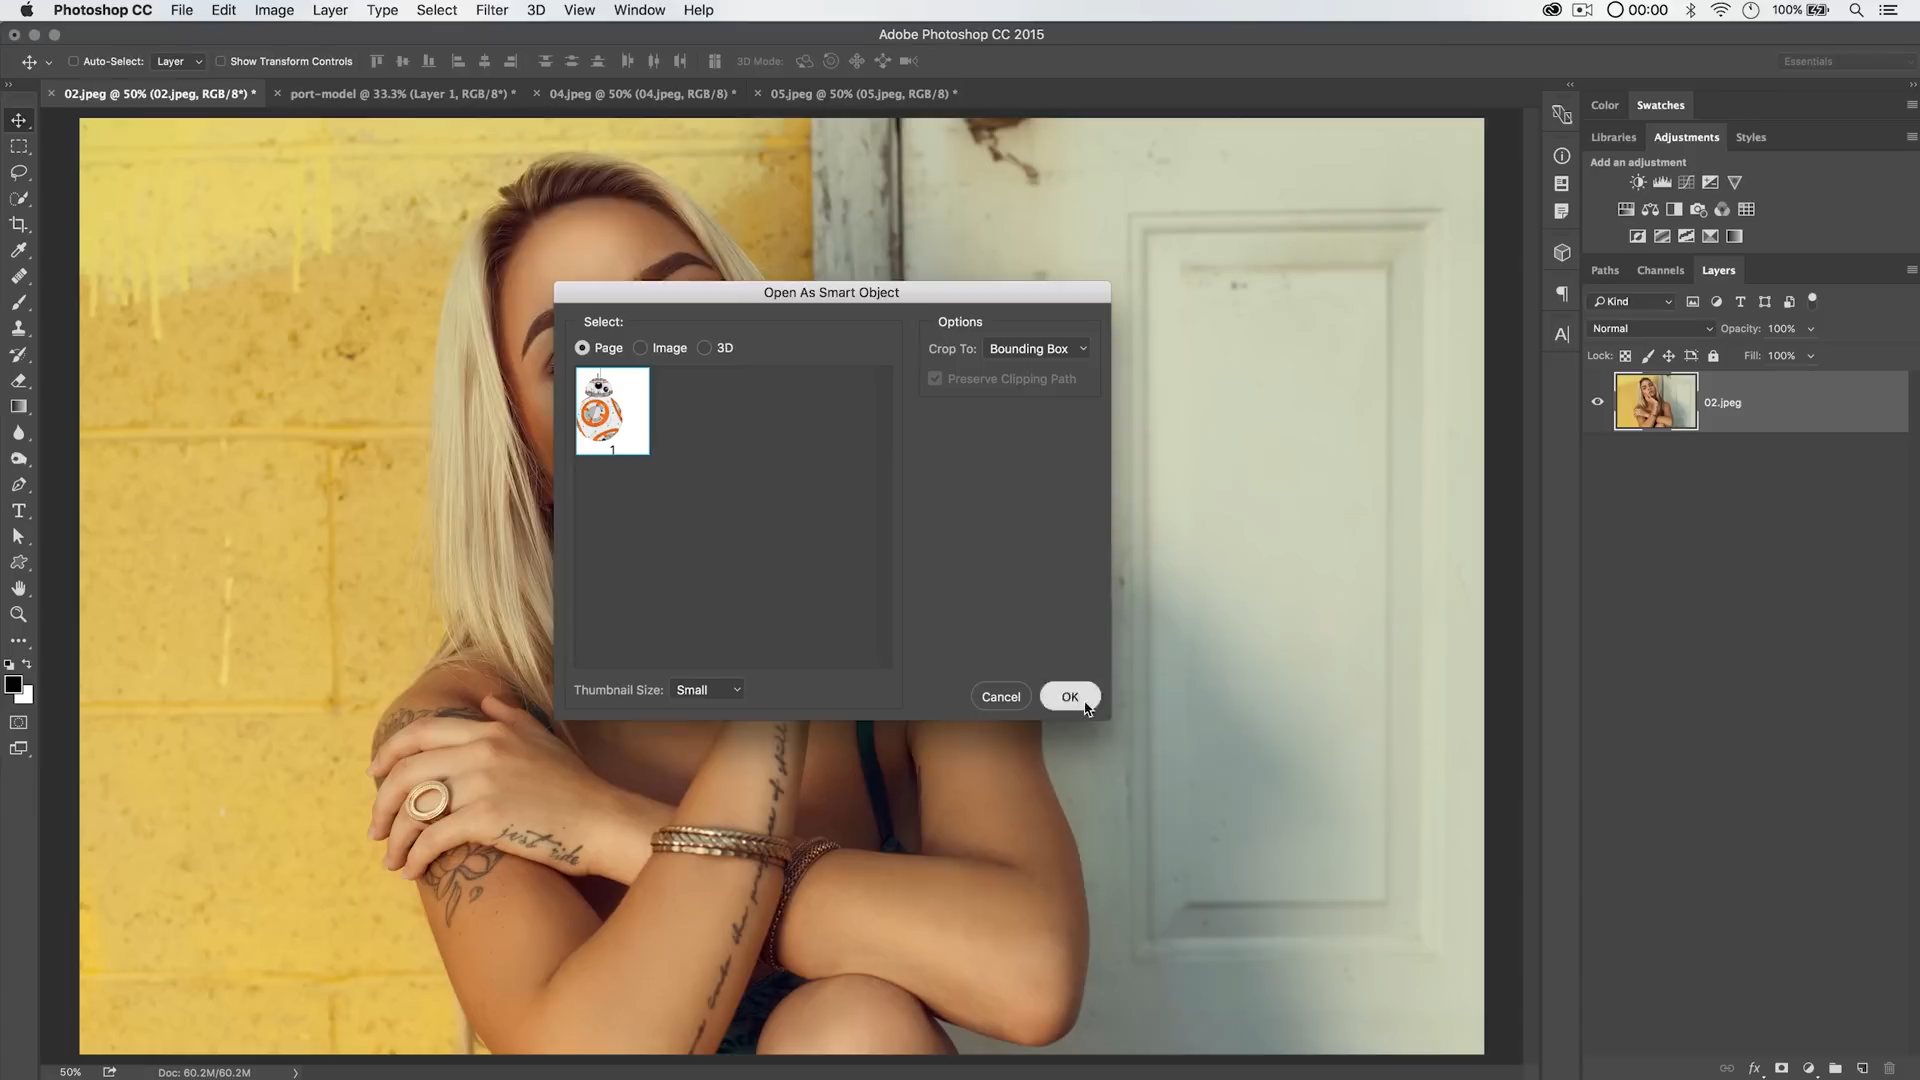 Photoshop CC File Edit Image Layer Type Select Filter 3D View Window Help 00:00 100%
Adobe Photoshop CC 2015
Auto-Select: Layer Show Transform Controls 3D Mode: Essentials
02.jpeg @ 50% (02.jpeg, RGB/8*) * port-model @ 33.3% (Layer 1, RGB/8*) * 04.jpeg @ 50% (04.jpeg, RGB/8) * 05.jpeg @ 50% (05.jpeg, RGB/8) *
Color Swatches
Libraries Adjustments Styles
Add an adjustment
Paths Channels Layers
Kind
Normal Opacity: 100%
Lock: Fill: 100%
02.jpeg
Open As Smart Object
Select:
Page Image 3D
1
Thumbnail Size: Small
Options
Crop To: Bounding Box
Preserve Clipping Path
Cancel OK
just ride
50% Doc: 60.2M/60.2M